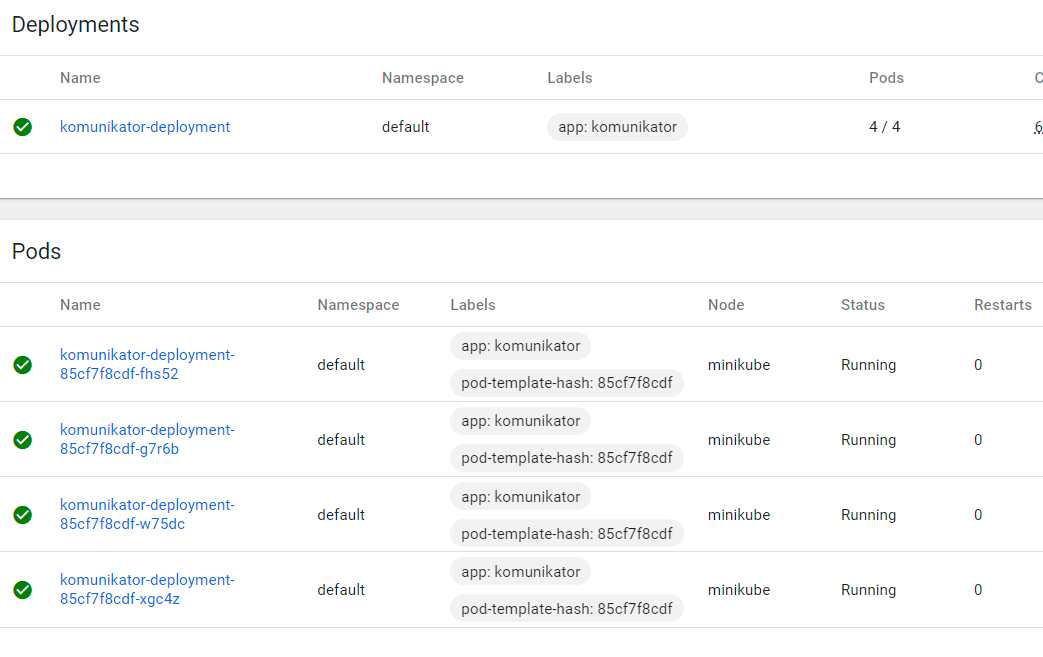 Deployments
Name Namespace Labels Pods
komunikator-deployment default app: komunikator 4 / 4
Pods
Name Namespace Labels Node Status Restarts
komunikator-deployment-
85cf7f8cdf-fhs52
default
app: komunikator
pod-template-hash: 85cf7f8cdf
minikube Running 0
komunikator-deployment-
85cf7f8cdf-g7r6b
default
app: komunikator
pod-template-hash: 85cf7f8cdf
minikube Running 0
komunikator-deployment-
85cf7f8cdf-w75dc
default
app: komunikator
pod-template-hash: 85cf7f8cdf
minikube Running 0
komunikator-deployment-
85cf7f8cdf-xgc4z
default
app: komunikator
pod-template-hash: 85cf7f8cdf
minikube Running 0